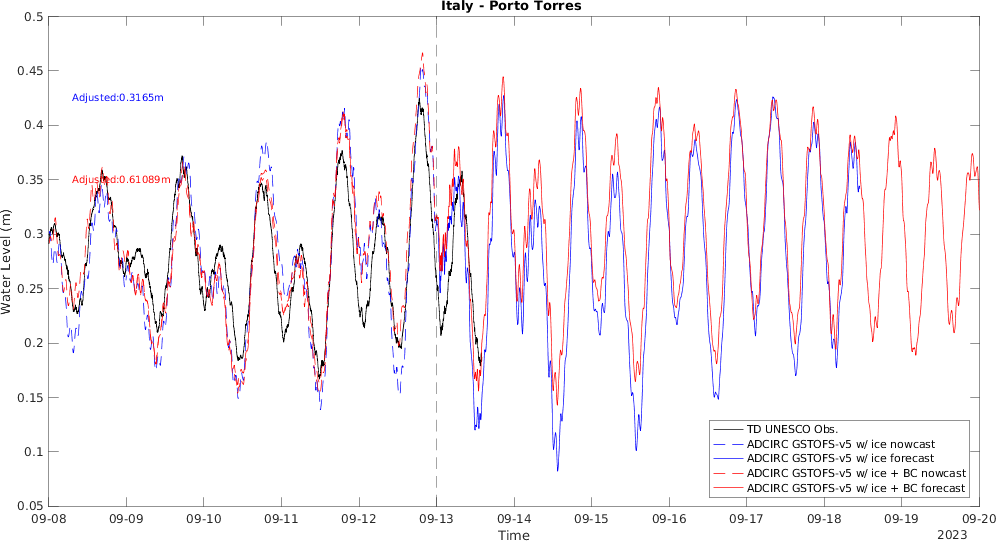 Italy - Porto Torres
0.5
0.45
0.4
0.35
0.3
0.25
0.2
0.15
0.1
0.05
Water Level (m)
Adjusted:0.3165m
Adjusted:0.61089m
TD UNESCO Obs.
ADCIRC GSTOFS-v5 w/ ice nowcast
ADCIRC GSTOFS-v5 w/ ice forecast
ADCIRC GSTOFS-v5 w/ ice + BC nowcast
ADCIRC GSTOFS-v5 w/ ice + BC forecast
09-08 09-09 09-10 09-11 09-12 09-13 09-14 09-15 09-16 09-17 09-18 09-19 09-20
Time
2023